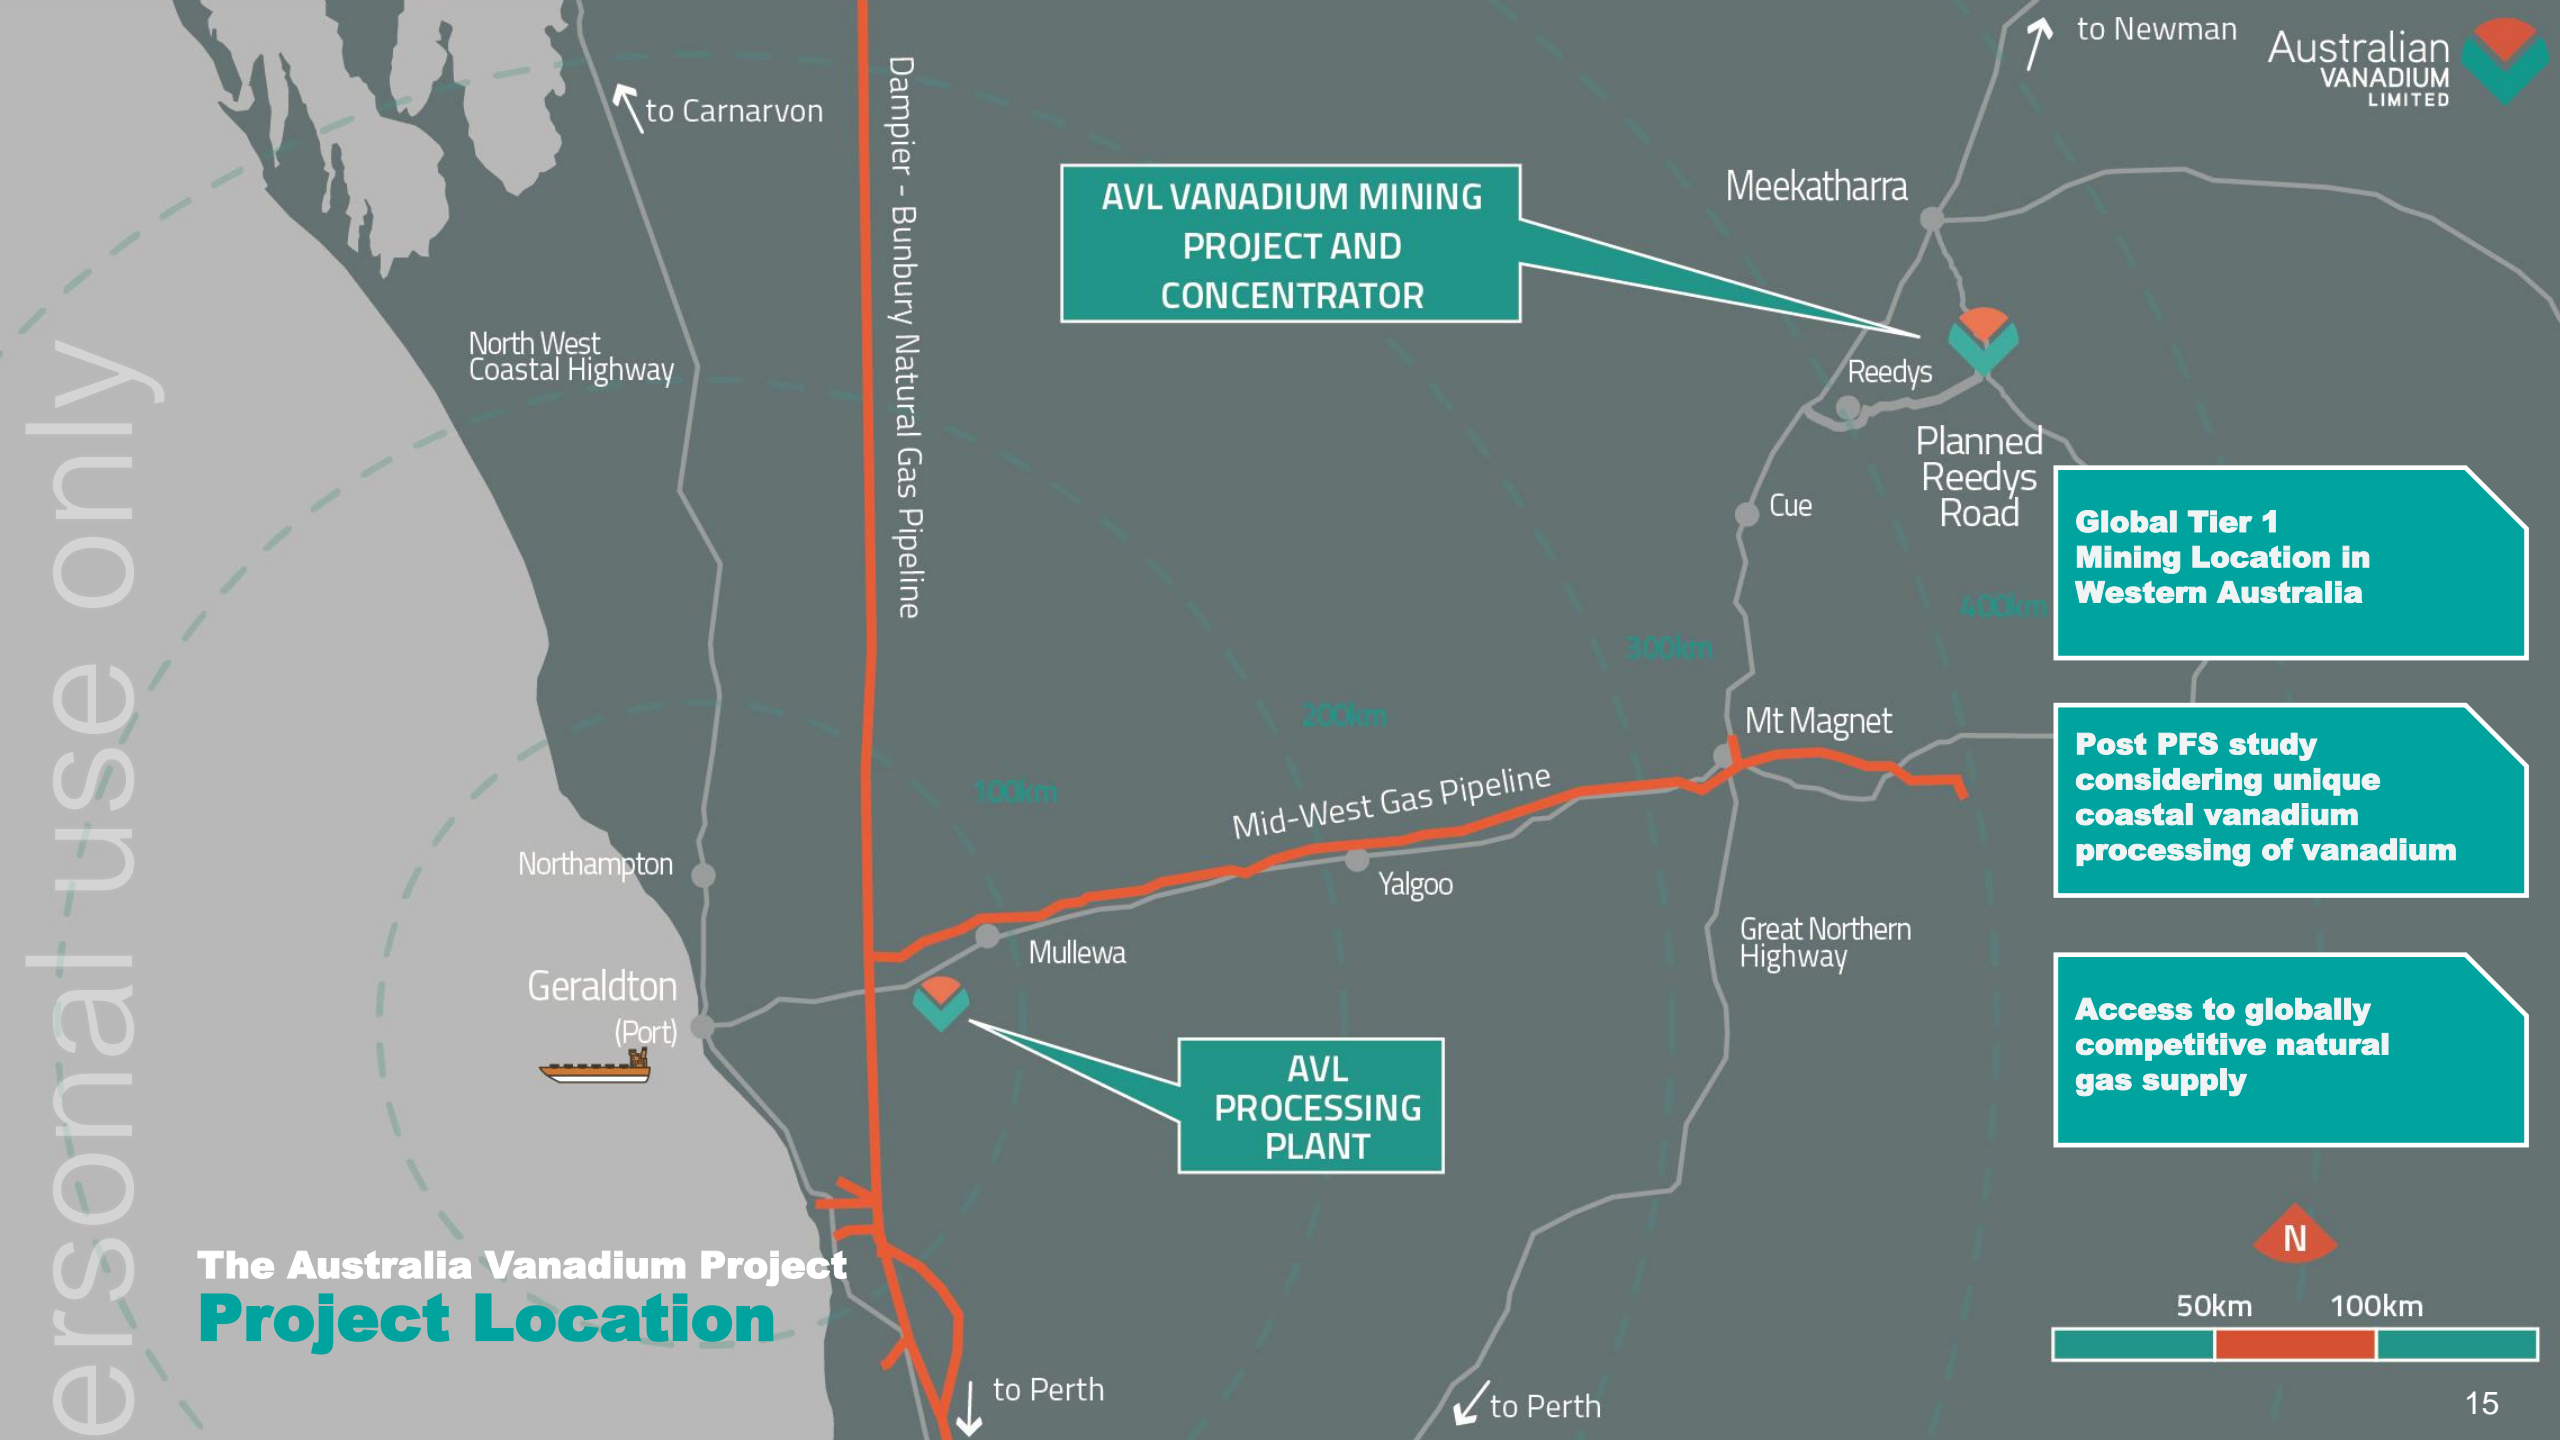 to Newman
Australian
VANADIUM
LIMITED
to Carnarvon
Dampier - Bunbury Natural Gas Pipeline
AVL VANADIUM MINING
PROJECT AND
CONCENTRATOR
Meekatharra
North West
Coastal Highway
Reedys
Planned
Reedys
Road
Cue
Global Tier 1
Mining Location in
Western Australia
400km
300km
200km
100km
Mt Magnet
Mid-West Gas Pipeline
Post PFS study
considering unique
coastal vanadium
processing of vanadium
Northampton
Yalgoo
Mullewa
Great Northern
Highway
Geraldton
(Port)
AVL
PROCESSING
PLANT
Access to globally
competitive natural
gas supply
N
50km 100km
The Australia Vanadium Project
Project Location
to Perth
to Perth
15
ersonal use only